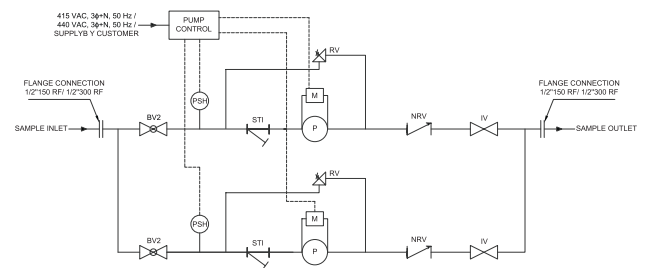 415 VAC, 3ϕ+N, 50 Hz /
440 VAC, 3ϕ+N, 50 Hz /
SUPPLYB Y CUSTOMER
PUMP
CONTROL
RV
FLANGE CONNECTION
1/2"150 RF/ 1/2"300 RF
FLANGE CONNECTION
1/2"150 RF/ 1/2"300 RF
PSH
M
BV2
STI
P
NRV
IV
SAMPLE INLET
SAMPLE OUTLET
RV
PSH
M
BV2
STI
P
NRV
IV